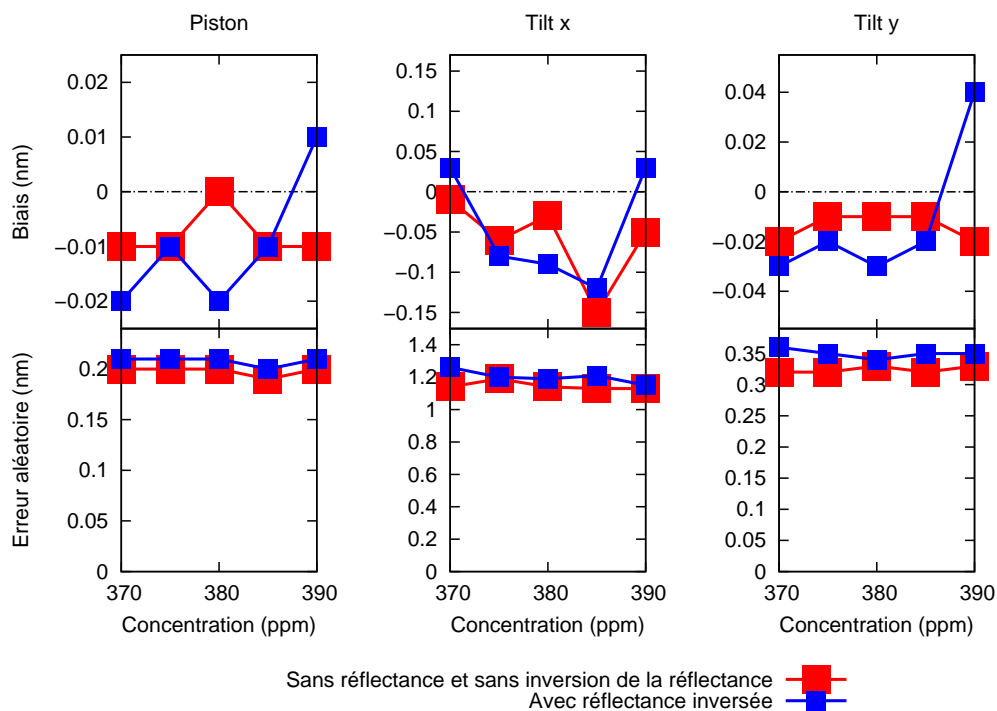 Piston
Tilt x
Tilt y
Biais (nm)
0.02
0.01
0
−0.01
−0.02
0.15
0.1
0.05
0
−0.05
−0.1
−0.15
0.04
0.02
0
−0.02
−0.04
Erreur aléatoire (nm)
0.2
0.15
0.1
0.05
0
1.4
1.2
1
0.8
0.6
0.4
0.2
0
0.35
0.3
0.25
0.2
0.15
0.1
0.05
0
370 380 390
370 380 390
370 380 390
Concentration (ppm)
Concentration (ppm)
Concentration (ppm)
Sans réflectance et sans inversion de la réflectance
Avec réflectance inversée